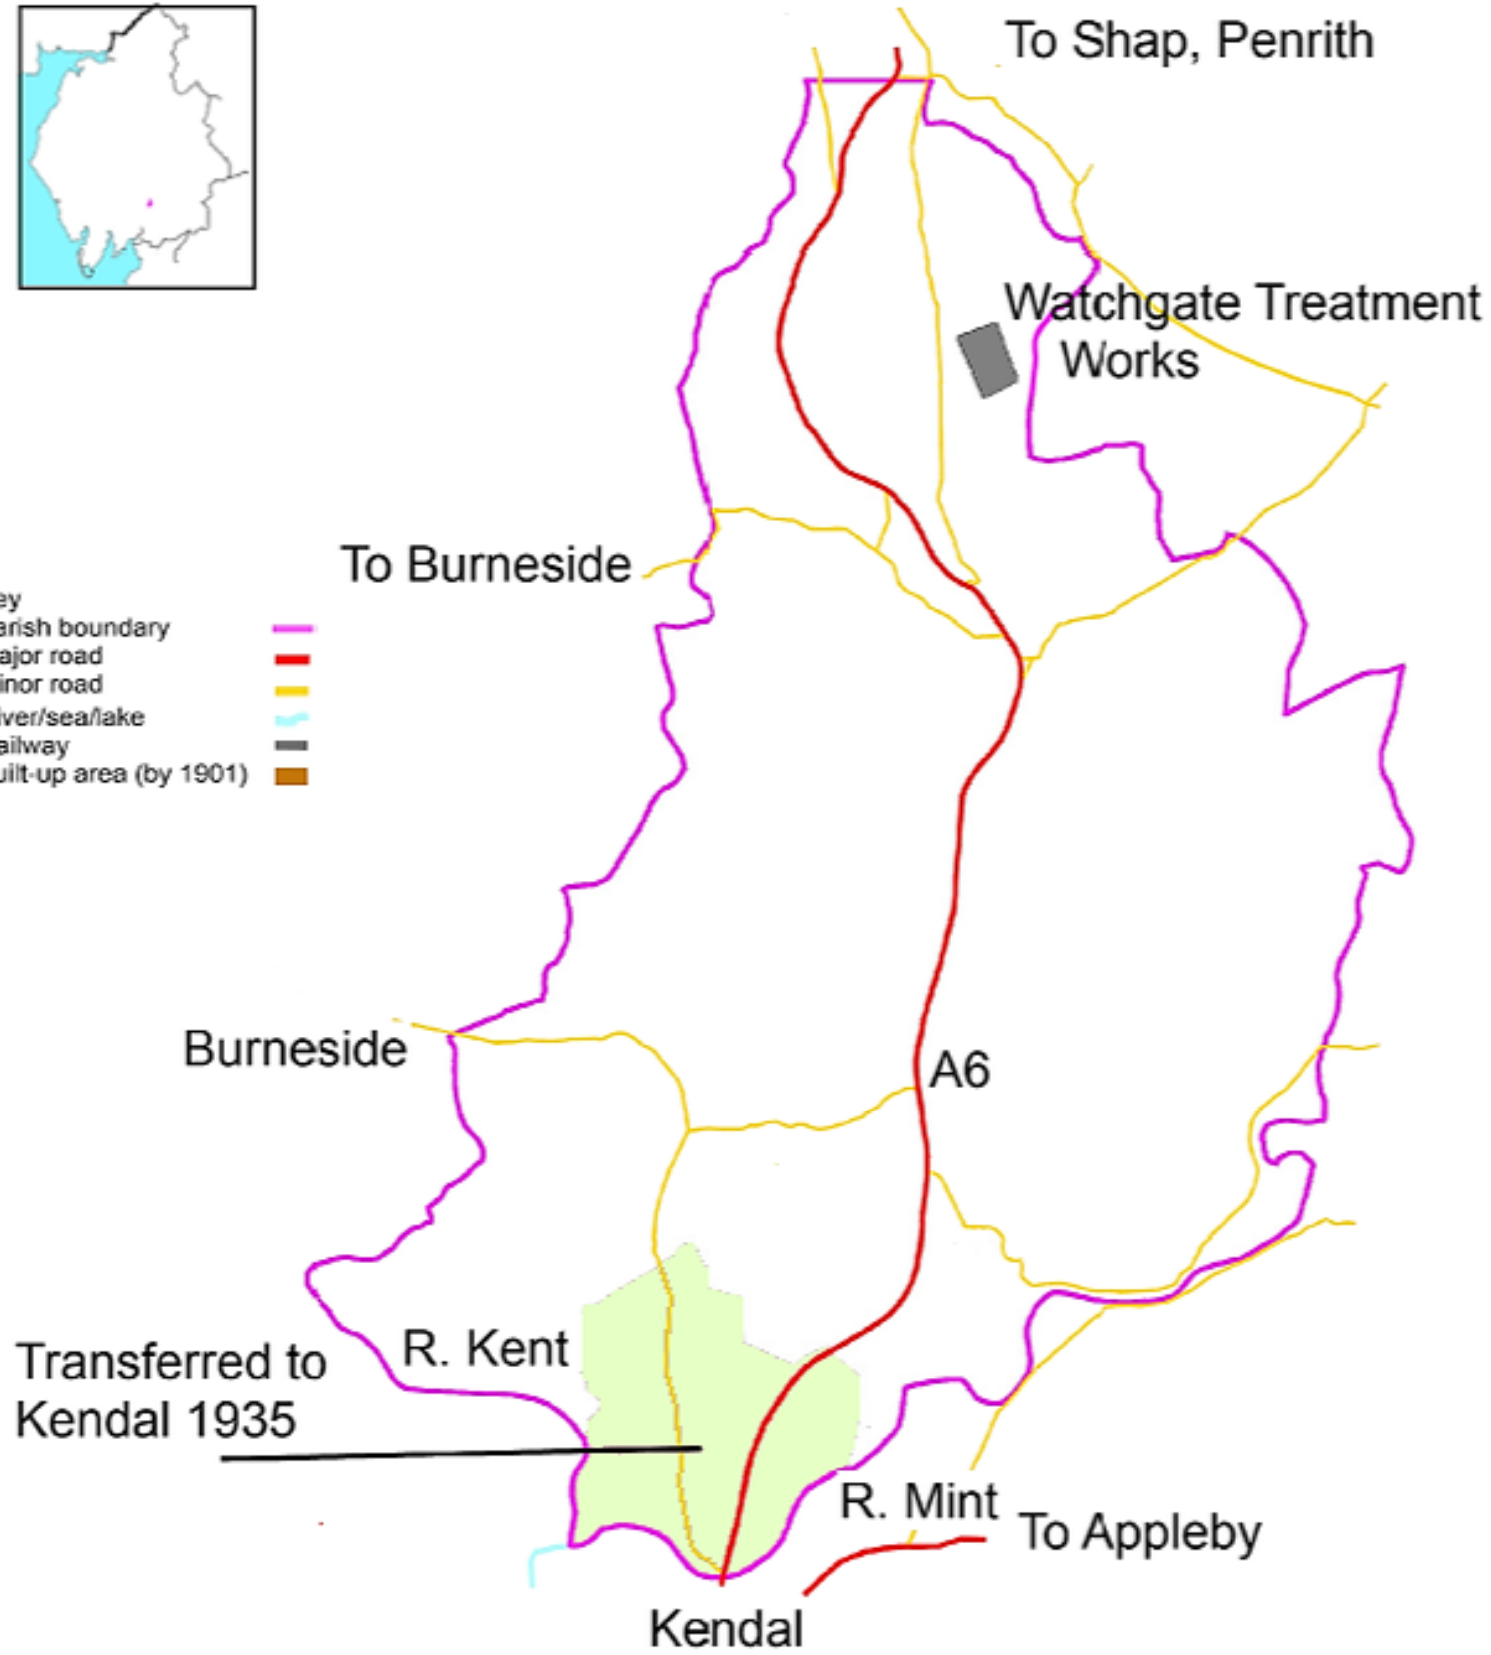 To Shap, Penrith
Watchgate Treatment
Works
To Burneside
ey
arish boundary
ajor road
inor road
iver/sea/lake
ailway
uilt-up area (by 1901)
Burneside
A6
R. Kent
Transferred to
Kendal 1935
R. Mint
To Appleby
Kendal